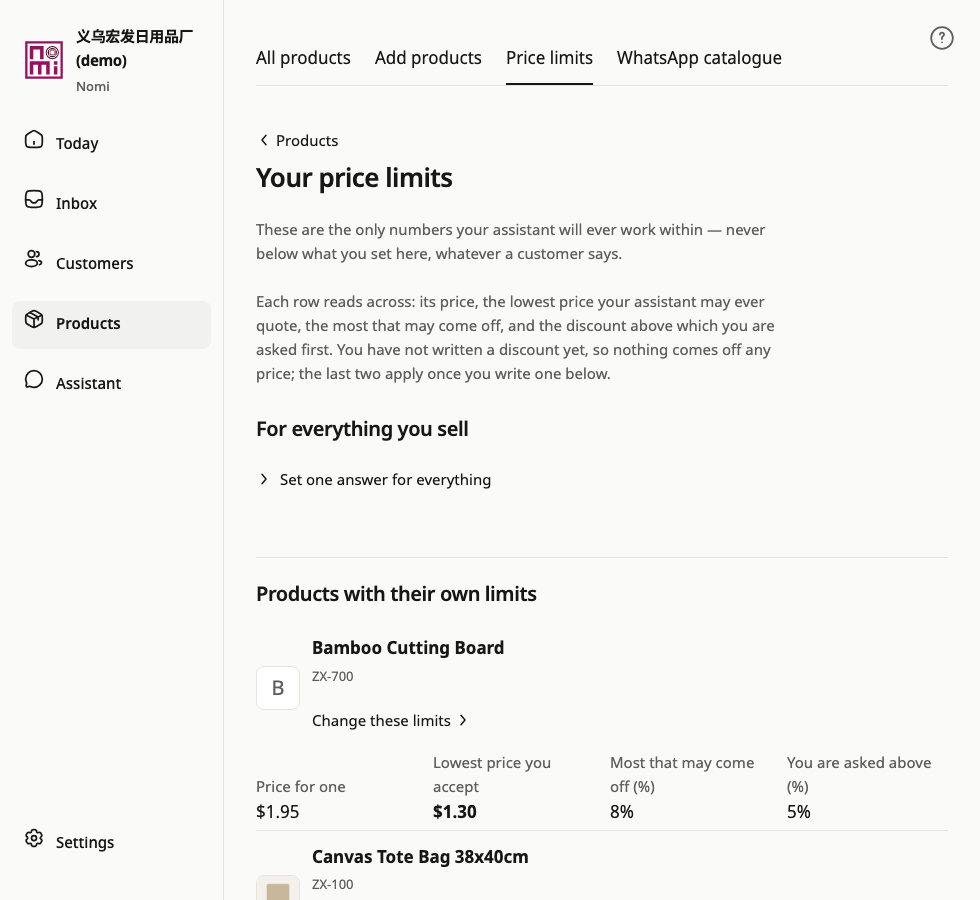 义乌宏发日用品厂
(demo)
Nomi
Today
Inbox
Customers
Products
Assistant
Settings
All products
Add products
Price limits
WhatsApp catalogue
?
Products
Your price limits
These are the only numbers your assistant will ever work within — never
below what you set here, whatever a customer says.
Each row reads across: its price, the lowest price your assistant may ever
quote, the most that may come off, and the discount above which you are
asked first. You have not written a discount yet, so nothing comes off any
price; the last two apply once you write one below.
For everything you sell
Set one answer for everything
Products with their own limits
B
Bamboo Cutting Board
ZX-700
Change these limits
Price for one
$1.95
Lowest price you
accept
$1.30
Most that may come
off (%)
8%
You are asked above
(%)
5%
Canvas Tote Bag 38x40cm
ZX-100